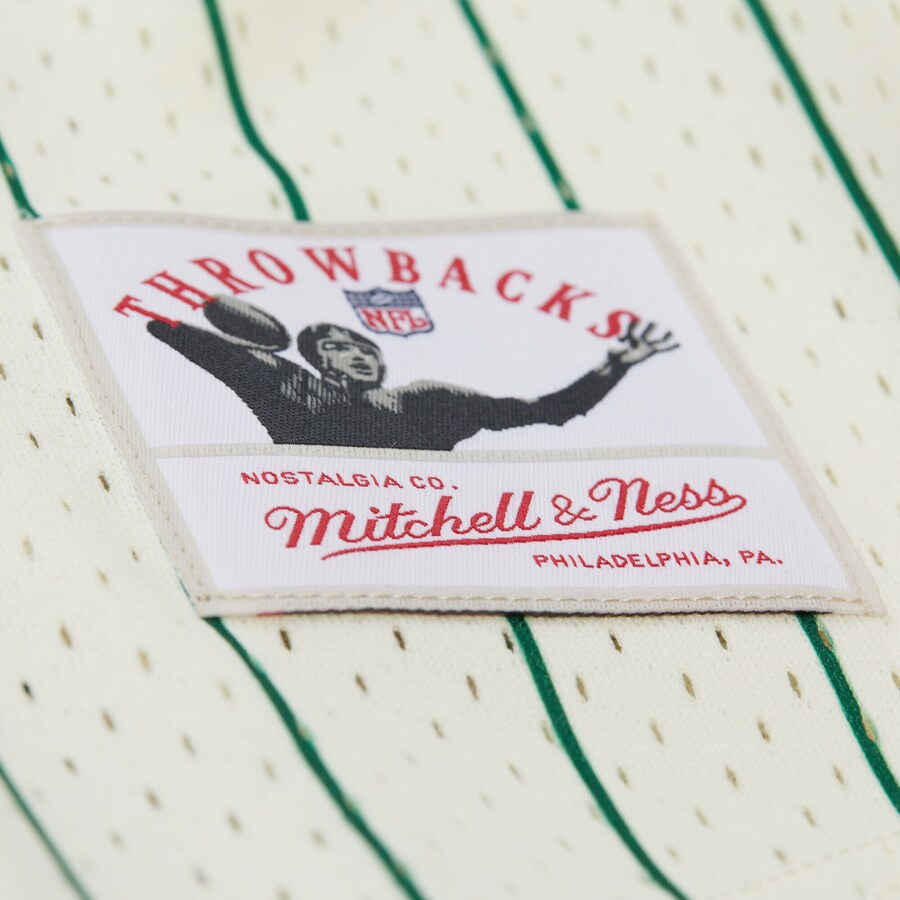 THROWBACKS
NFL
NOSTALGIA CO.
Mitchell & Ness
PHILADELPHIA, PA.